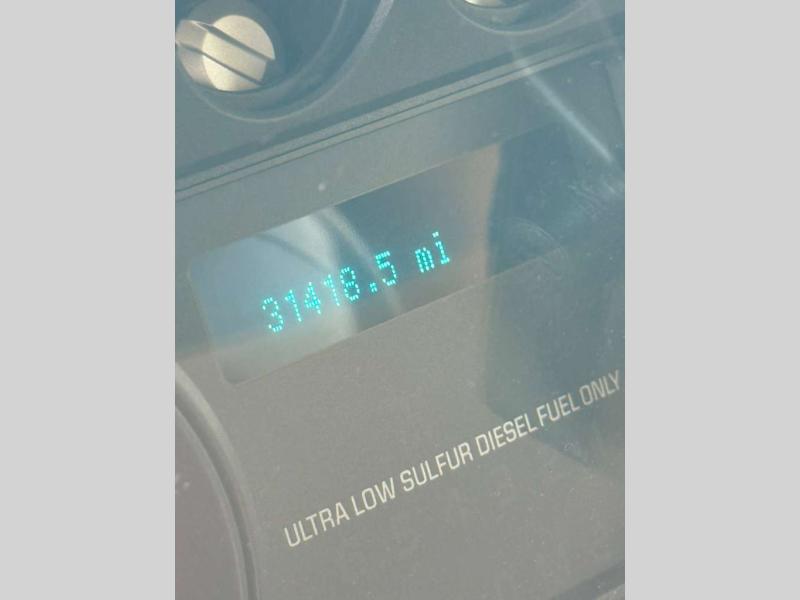 31418.5 mi
ULTRA LOW SULFUR DIESEL FUEL ONLY